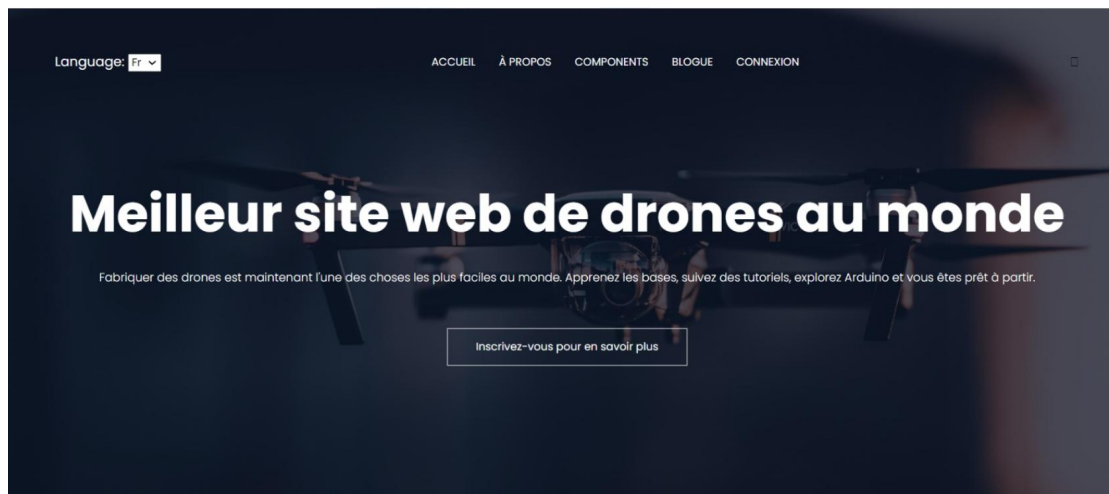 Language: Fr
ACCUEIL À PROPOS COMPONENTS BLOGUE CONNEXION
Meilleur site web de drones au monde
Fabriquer des drones est maintenant l'une des choses les plus faciles au monde. Apprenez les bases, suivez des tutoriels, explorez Arduino et vous êtes prêt à partir.
Inscrivez-vous pour en savoir plus